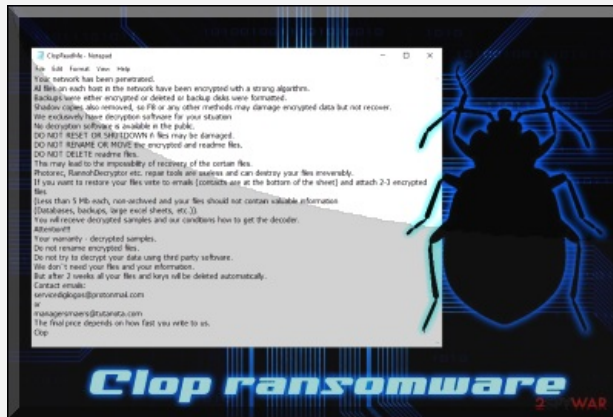 ClopReadMe - Notepad
File Edit Format View Help
Your network has been penetrated.
All files on each host in the network have been encrypted with a strong algorithm.
Backups were either encrypted or deleted or backup disks were formatted.
Shadow copies also removed, so F8 or any other methods may damage encrypted data but not recover.
We exclusively have decryption software for your situation
No decryption software is available in the public.
DO NOT RESET OR SHUTDOWN  files may be damaged.
DO NOT RENAME OR MOVE the encrypted and readme files.
DO NOT DELETE readme files.
This may lead to the impossibility of recovery of the certain files.
Photorec, RannohDecryptor etc. repair tools are useless and can destroy your files irreversibly.
If you want to restore your files write to emails (contacts are at the bottom of the sheet) and attach 2-3 encrypted
files
(Less than 5 Mb each, non-archived and your files should not contain valuable information
(Databases, backups, large excel sheets, etc.)).
You will receive decrypted samples and our conditions how to get the decoder.
Attention!!!
Your warranty - decrypted samples.
Do not rename encrypted files.
Do not try to decrypt your data using third party software.
We don`t need your files and your information.
But after 2 weeks all your files and keys will be deleted automatically.
Contact emails:
servicedigilogos@protonmail.com
or
managersmaers@tutanota.com
The final price depends on how fast you write to us.
Clop
Clop ransomware